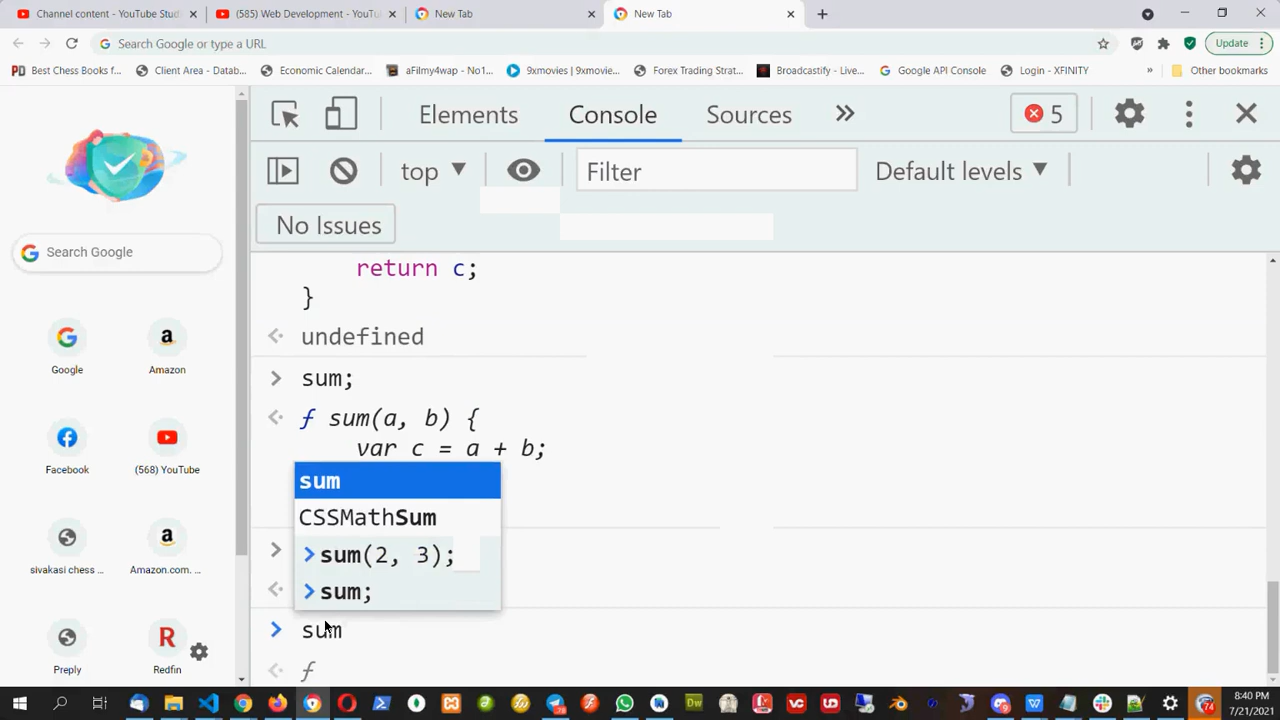 Channel content - YouTube Stud
(585) Web Development - YouTu
New Tab
New Tab
Search Google or type a URL
Update
Best Chess Books f...
Client Area - Datab...
Economic Calendar...
aFilmy4wap - No1...
9xmovies | 9xmovie...
Forex Trading Strat...
Broadcastify - Live...
Google API Console
Login - XFINITY
»
Other bookmarks
Elements
Console
Sources
5
top
Filter
Default levels
No Issues
Search Google
Google
Amazon
Facebook
(568) YouTube
sivakasi chess ...
Amazon.com. ...
Preply
Redfin
return c;
}
undefined
> sum;
ƒ sum(a, b) {
var c = a + b;
sum
CSSMathSum
> sum(2, 3);
> sum;
> sum
ƒ
8:40 PM
7/21/2021